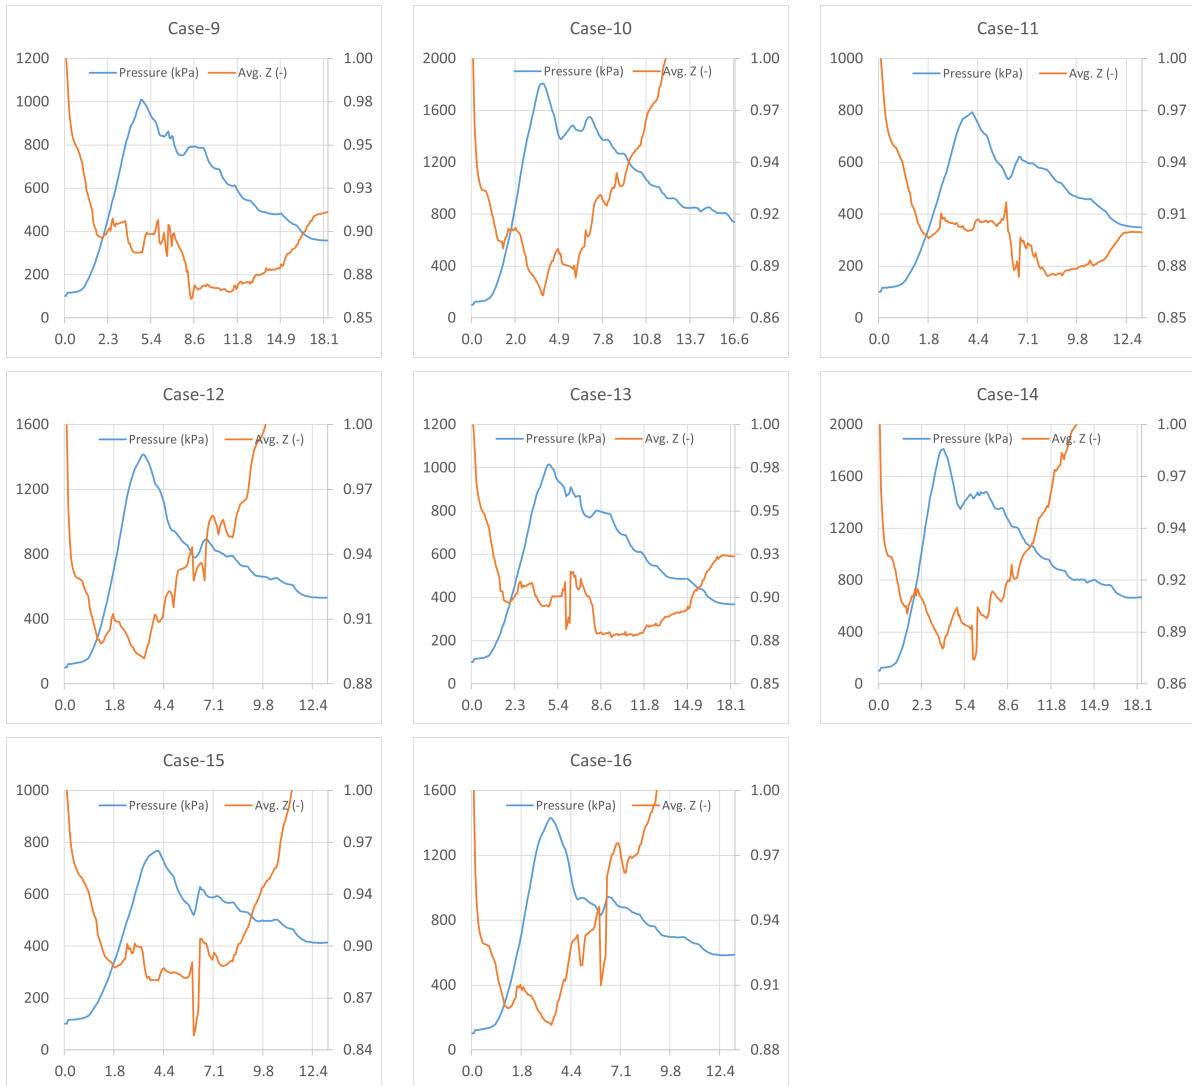 Case-9
1200 1.00
Pressure (kPa) Avg. Z (-)
1000 0.98
800 0.95
600 0.93
400 0.90
200 0.88
0 0.85
0.0 2.3 5.4 8.6 11.8 14.9 18.1
Case-10
2000 1.00
Pressure (kPa) Avg. Z (-)
1600 0.97
1200 0.94
800 0.92
400 0.89
0 0.86
0.0 2.0 4.9 7.8 10.8 13.7 16.6
Case-11
1000 1.00
Pressure (kPa) Avg. Z (-)
800 0.97
600 0.94
400 0.91
200 0.88
0 0.85
0.0 1.8 4.4 7.1 9.8 12.4
Case-12
1600 1.00
Pressure (kPa) Avg. Z (-)
1200 0.97
800 0.94
400 0.91
0 0.88
0.0 1.8 4.4 7.1 9.8 12.4
Case-13
1200 1.00
Pressure (kPa) Avg. Z (-)
1000 0.98
800 0.95
600 0.93
400 0.90
200 0.88
0 0.85
0.0 2.3 5.4 8.6 11.8 14.9 18.1
Case-14
2000 1.00
Pressure (kPa) Avg. Z (-)
1600 0.97
1200 0.94
800 0.92
400 0.89
0 0.86
0.0 2.3 5.4 8.6 11.8 14.9 18.1
Case-15
1000 1.00
Pressure (kPa) Avg. Z (-)
800 0.97
600 0.94
400 0.90
200 0.87
0 0.84
0.0 1.8 4.4 7.1 9.8 12.4
Case-16
1600 1.00
Pressure (kPa) Avg. Z (-)
1200 0.97
800 0.94
400 0.91
0 0.88
0.0 1.8 4.4 7.1 9.8 12.4